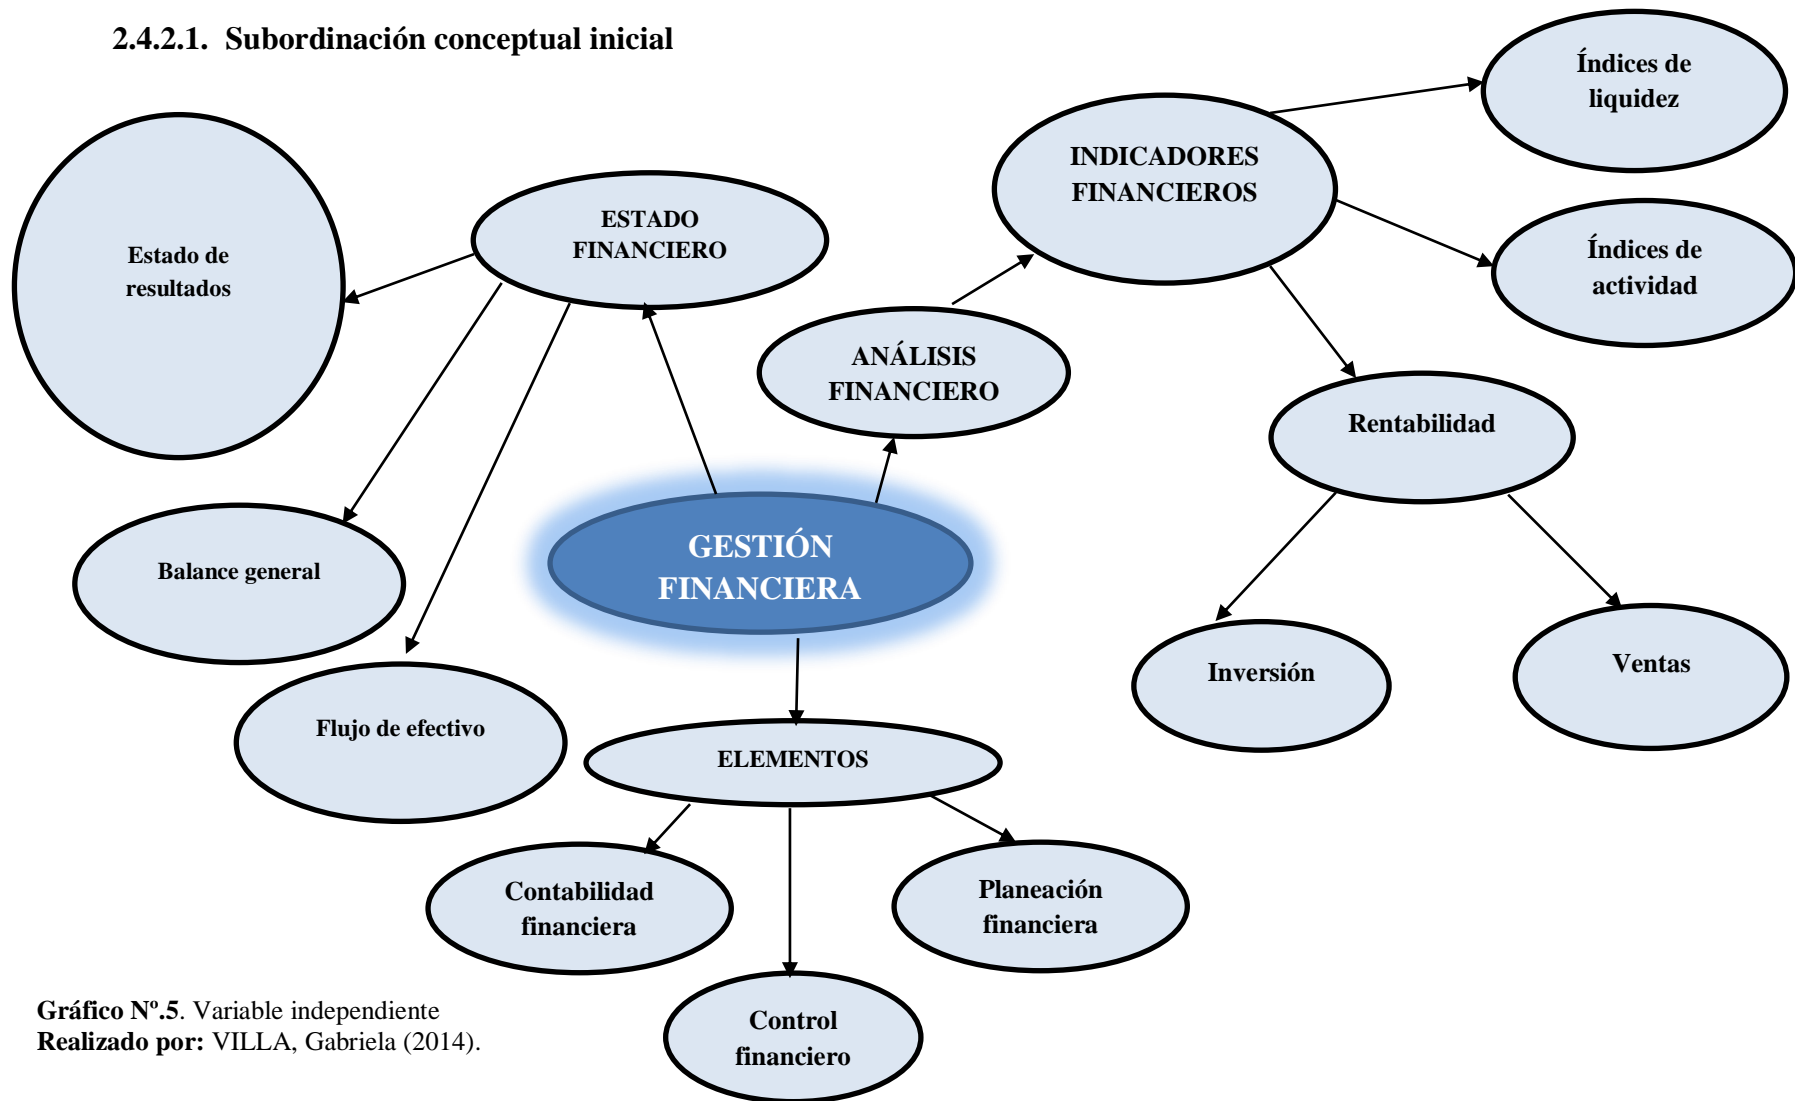 2.4.2.1. Subordinación conceptual inicial
Índices de
liquidez
INDICADORES
FINANCIEROS
ESTADO
FINANCIERO
Estado de
resultados
Índices de
actividad
ANÁLISIS
FINANCIERO
Rentabilidad
GESTIÓN
FINANCIERA
Balance general
Inversión
Ventas
Flujo de efectivo
ELEMENTOS
Contabilidad
financiera
Planeación
financiera
Control
financiero
Gráfico Nº.5. Variable independiente
Realizado por: VILLA, Gabriela (2014).